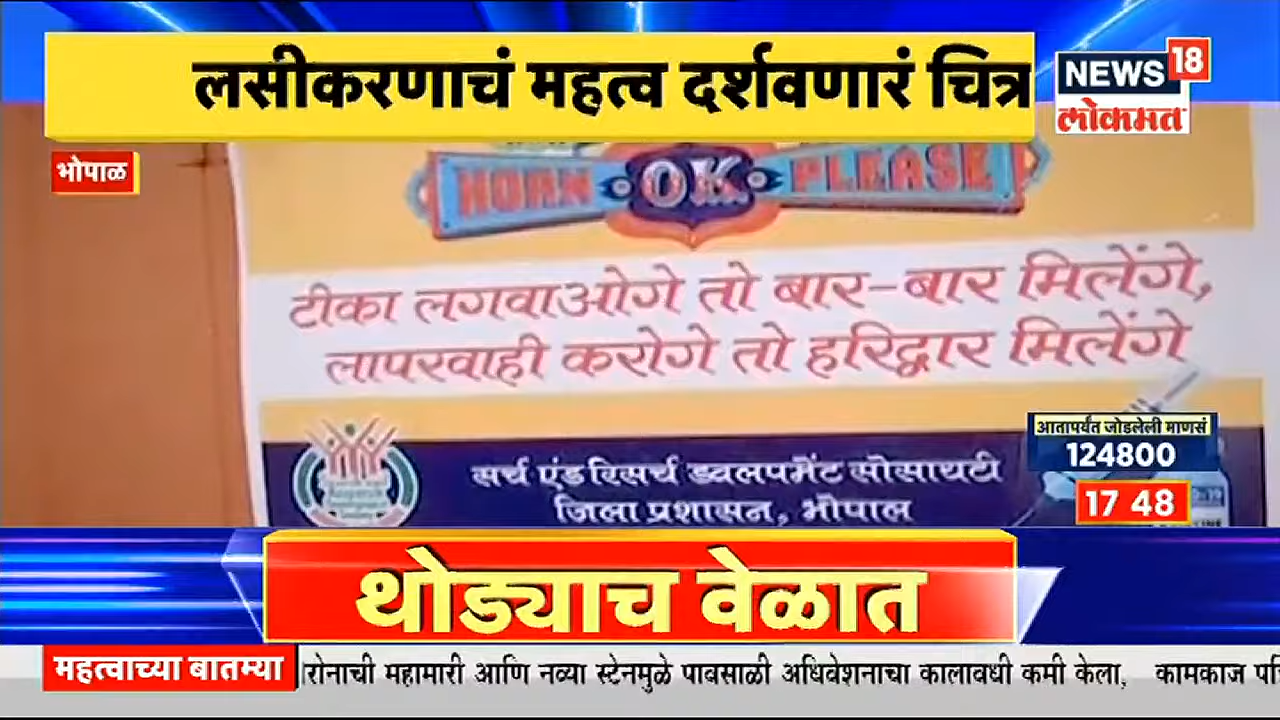 लसीकरणाचं महत्व दर्शवणारं चित्र
NEWS 18
लोकमत
भोपाळ
HORN OK PLEASE
टीका लगवाओगे तो बार-बार मिलेंगे,
लापरवाही करोगे तो हरिद्वार मिलेंगे
आतापर्यंत जोडलेली माणसं
124800
सर्च एंड रिसर्च ड्वलपमेंट सोसायटी
जिला प्रशासन, भोपाल
17 48
थोड्याच वेळात
महत्वाच्या बातम्या
रोनाची महामारी आणि नव्या स्टेनमुळे पावसाळी अधिवेशनाचा कालावधी कमी केला, कामकाज